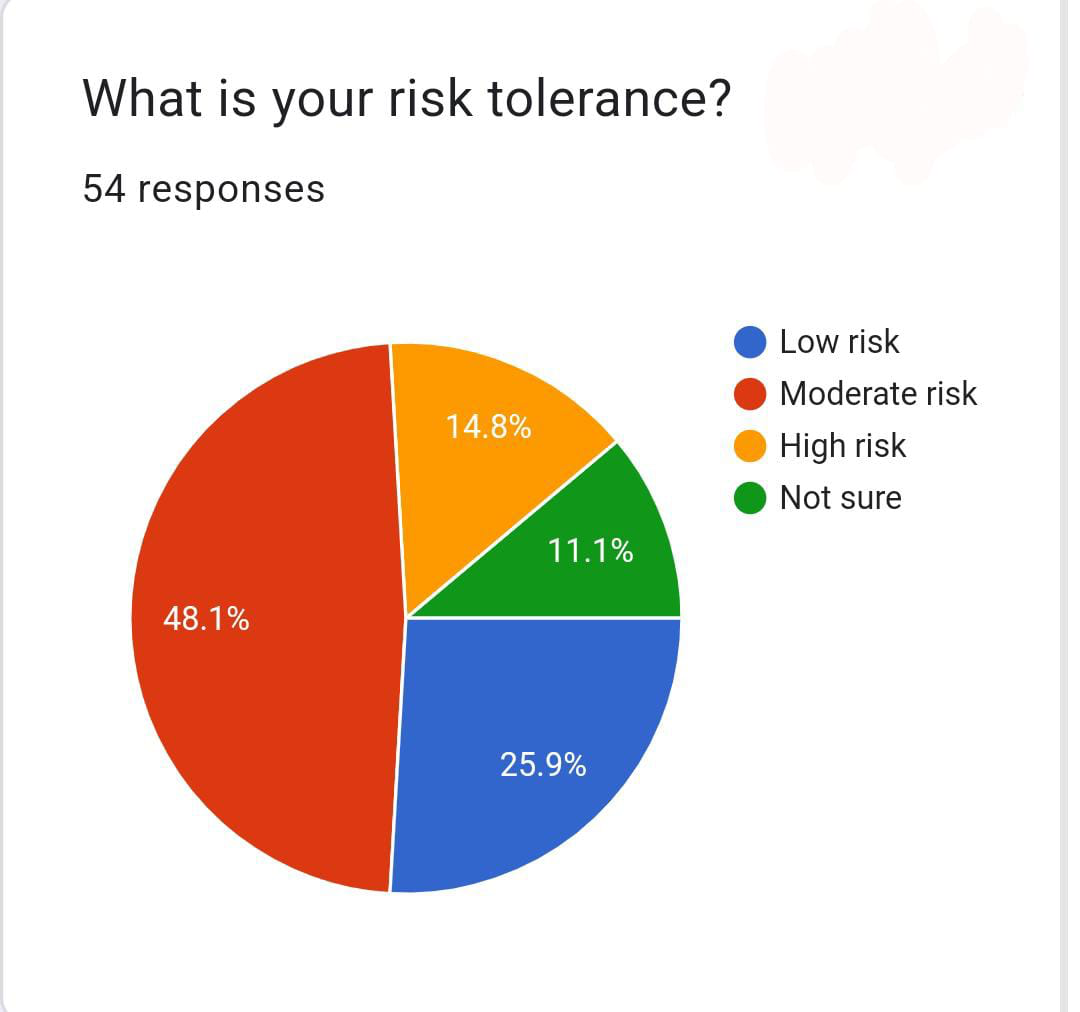 What is your risk tolerance?
54 responses
Low risk
Moderate risk
High risk
Not sure
14.8%
11.1%
48.1%
25.9%